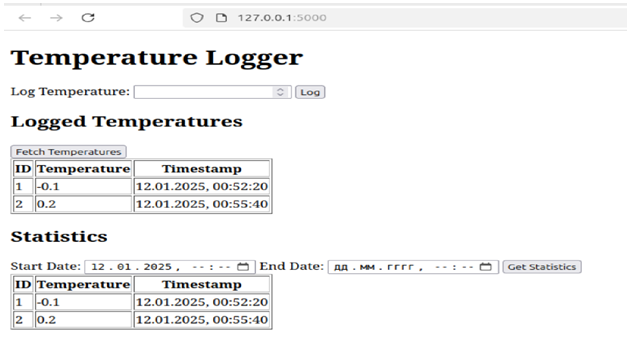 127.0.0.1:5000
Temperature Logger
Log Temperature: Log
Logged Temperatures
Fetch Temperatures
ID Temperature Timestamp
1 -0.1 12.01.2025, 00:52:20
2 0.2 12.01.2025, 00:55:40
Statistics
Start Date: 12.01.2025, --:-- End Date: дд.мм.гггг, --:-- Get Statistics
ID Temperature Timestamp
1 -0.1 12.01.2025, 00:52:20
2 0.2 12.01.2025, 00:55:40